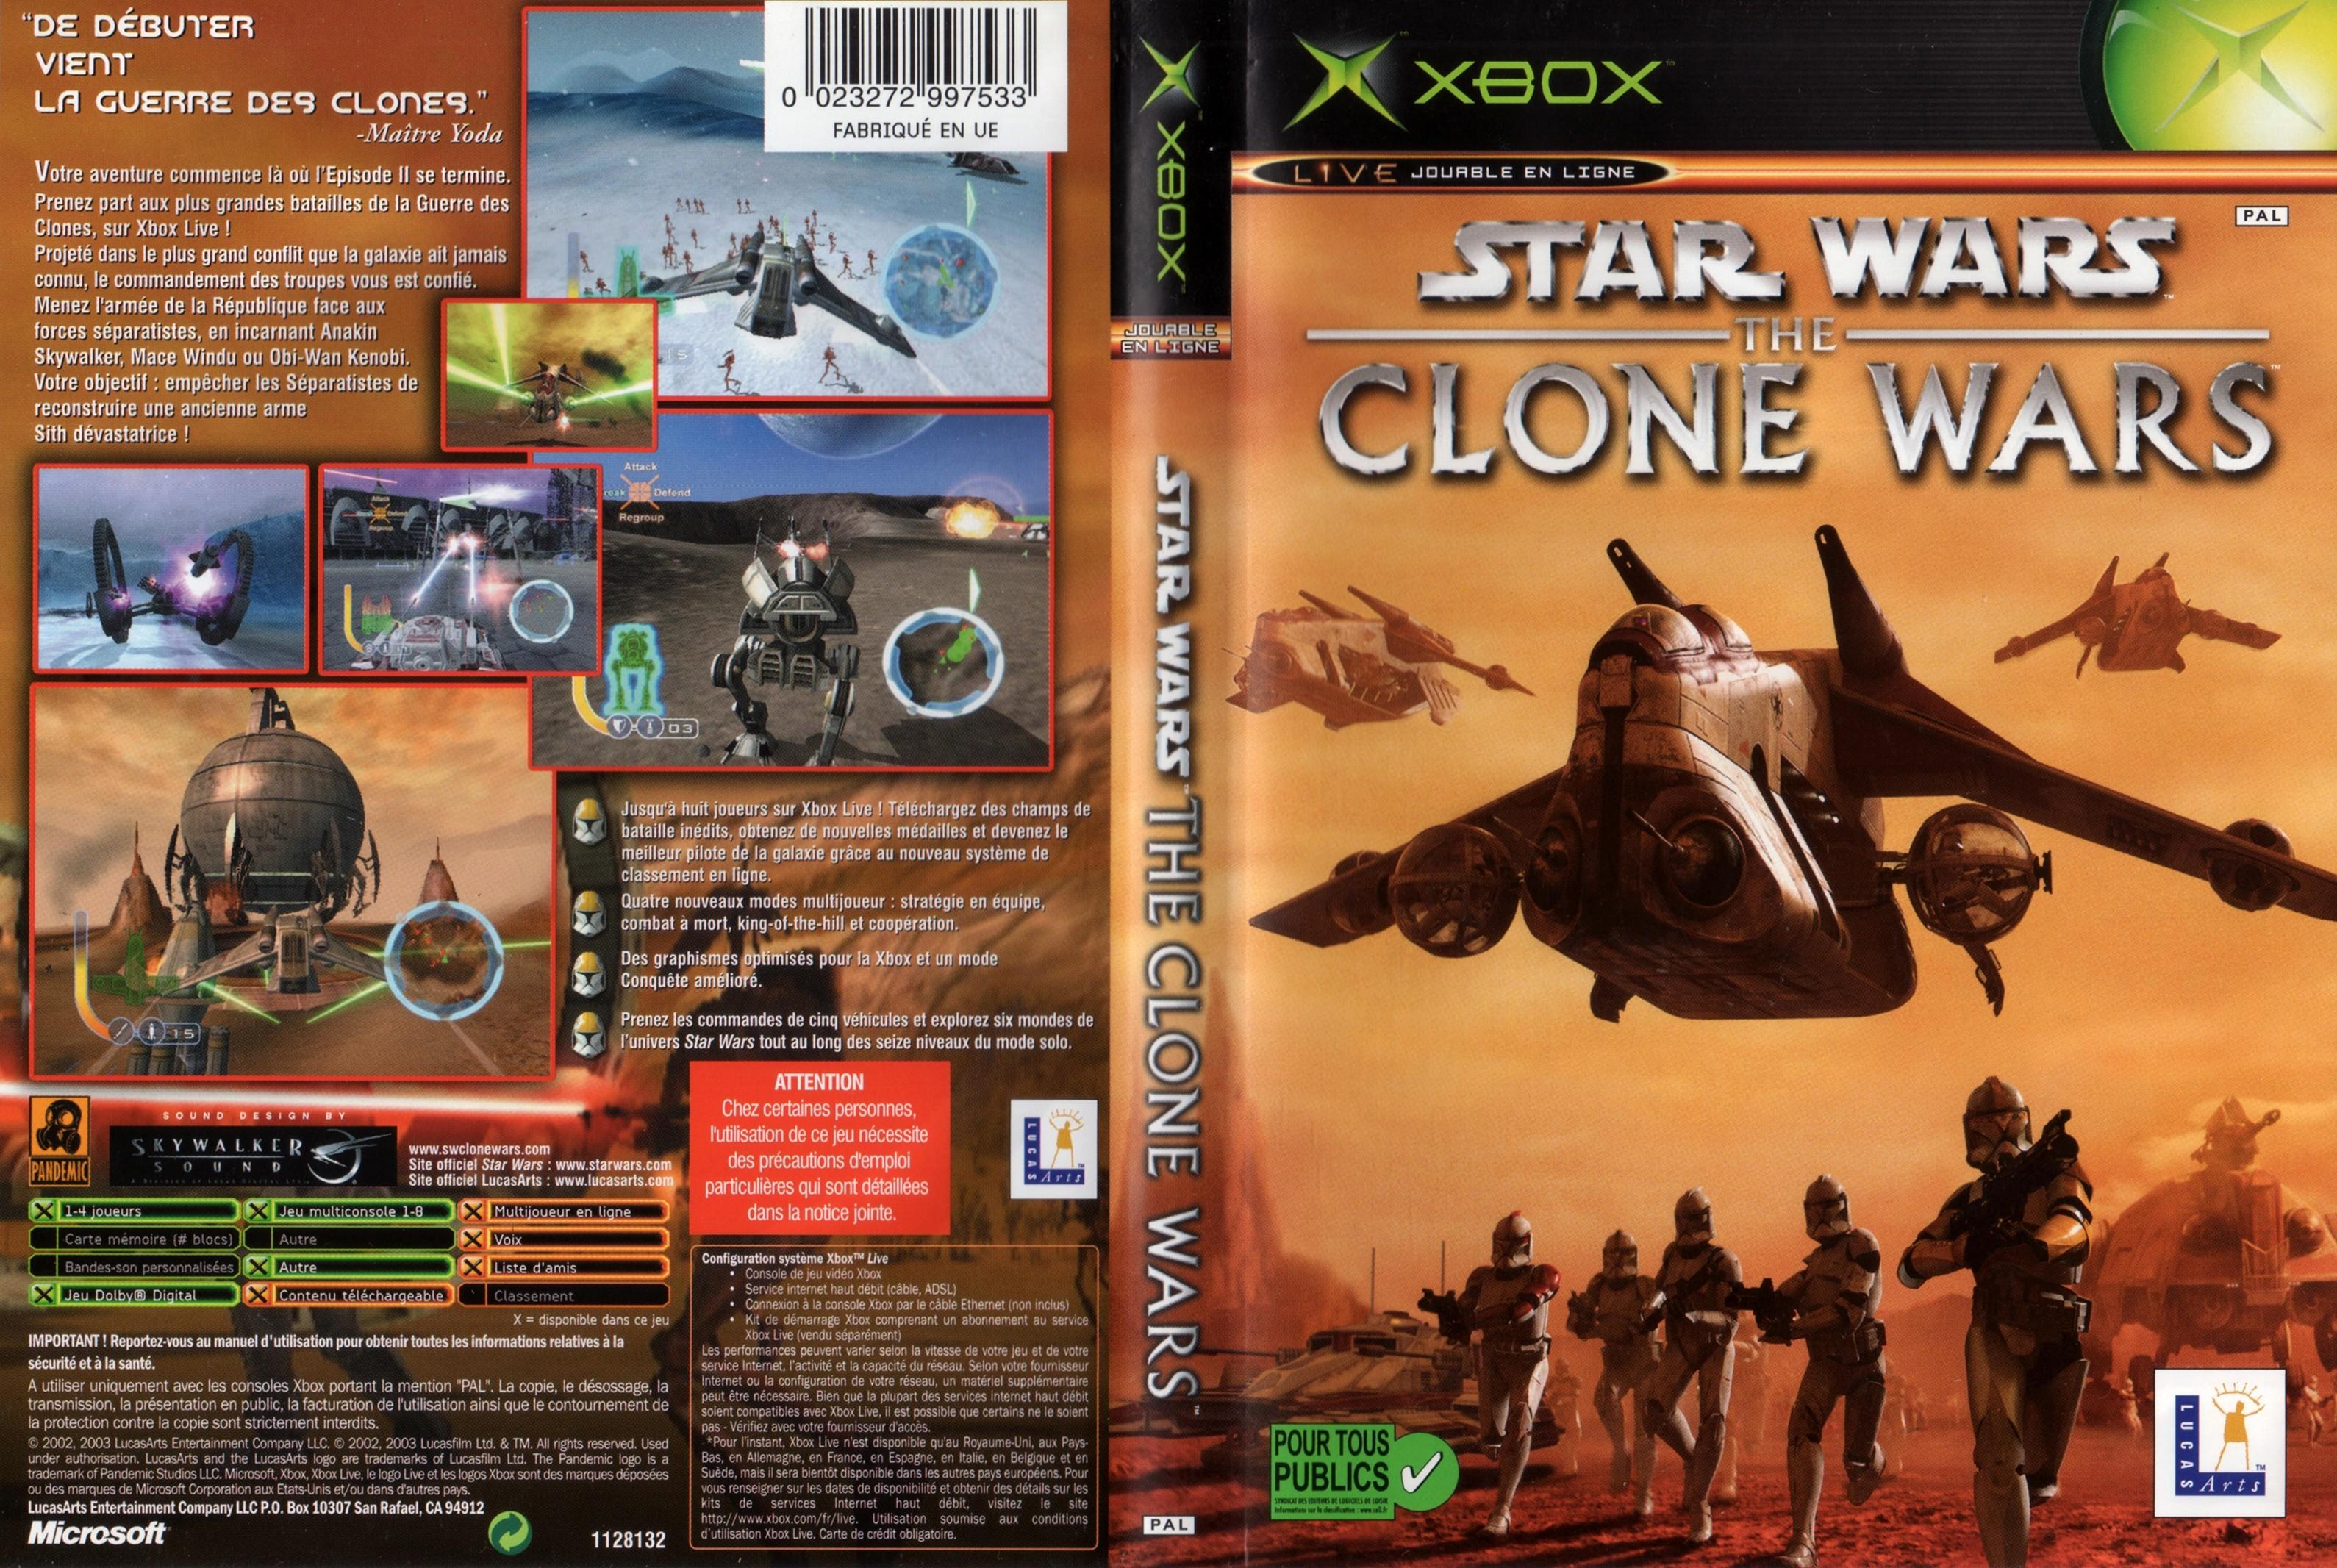 "DE DÉBUTER
VIENT
LA GUERRE DES CLONES."
-Maître Yoda
Votre aventure commence là où l'Episode II se termine.
Prenez part aux plus grandes batailles de la Guerre des
Clones, sur Xbox Live !
Projeté dans le plus grand conflit que la galaxie ait jamais
connu, le commandement des troupes vous est confié.
Menez l'armée de la République face aux
forces séparatistes, en incarnant Anakin
Skywalker, Mace Windu ou Obi-Wan Kenobi.
Votre objectif : empêcher les Séparatistes de
reconstruire une ancienne arme
Sith dévastatrice !
0 023272 997533
FABRIQUÉ EN UE
15
Attack
reak Defend
Regroup
Attack
Break Defend
Regroup
03
15
Jusqu'à huit joueurs sur Xbox Live ! Téléchargez des champs de
bataille inédits, obtenez de nouvelles médailles et devenez le
meilleur pilote de la galaxie grâce au nouveau système de
classement en ligne.
Quatre nouveaux modes multijoueur : stratégie en équipe,
combat à mort, king-of-the-hill et coopération.
Des graphismes optimisés pour la Xbox et un mode
Conquête amélioré.
Prenez les commandes de cinq véhicules et explorez six mondes de
l'univers Star Wars tout au long des seize niveaux du mode solo.
PANDEMIC
SOUND DESIGN BY
SKYWALKER
SOUND
www.swclonewars.com
Site officiel Star Wars : www.starwars.com
Site officiel LucasArts : www.lucasarts.com
ATTENTION
Chez certaines personnes,
l'utilisation de ce jeu nécessite
des précautions d'emploi
particulières qui sont détaillées
dans la notice jointe.
LUCAS
Arts
1-4 joueurs
Jeu multiconsole 1-8
Multijoueur en ligne
Carte mémoire (# blocs)
Autre
Voix
Bandes-son personnalisées
Autre
Liste d'amis
Jeu Dolby® Digital
Contenu téléchargeable
Classement
X = disponible dans ce jeu
IMPORTANT ! Reportez-vous au manuel d'utilisation pour obtenir toutes les informations relatives à la
sécurité et à la santé.
A utiliser uniquement avec les consoles Xbox portant la mention "PAL". La copie, le désossage, la
transmission, la présentation en public, la facturation de l'utilisation ainsi que le contournement de
la protection contre la copie sont strictement interdits.
© 2002, 2003 LucasArts Entertainment Company LLC. © 2002, 2003 Lucasfilm Ltd. & TM. All rights reserved. Used
under authorisation. LucasArts and the LucasArts logo are trademarks of Lucasfilm Ltd. The Pandemic logo is a
trademark of Pandemic Studios LLC. Microsoft, Xbox, Xbox Live, le logo Live et les logos Xbox sont des marques déposées
ou des marques de Microsoft Corporation aux Etats-Unis et/ou dans d'autres pays.
LucasArts Entertainment Company LLC P.O. Box 10307 San Rafael, CA 94912
Microsoft
1128132
Configuration système Xbox™ Live
• Console de jeu vidéo Xbox
• Service internet haut débit (câble, ADSL)
• Connexion à la console Xbox par le câble Ethernet (non inclus)
• Kit de démarrage Xbox comprenant un abonnement au service
Xbox Live (vendu séparément)
Les performances peuvent varier selon la vitesse de votre jeu et de votre
service Internet, l'activité et la capacité du réseau. Selon votre fournisseur
Internet ou la configuration de votre réseau, un matériel supplémentaire
peut être nécessaire. Bien que la plupart des services internet haut débit
soient compatibles avec Xbox Live, il est possible que certains ne le soient
pas - Vérifiez avec votre fournisseur d'accès.
*Pour l'instant, Xbox Live n'est disponible qu'au Royaume-Uni, aux Pays-
Bas, en Allemagne, en France, en Espagne, en Italie, en Belgique et en
Suède, mais il sera bientôt disponible dans les autres pays européens. Pour
vous renseigner sur les dates de disponibilité et obtenir des détails sur les
kits de services Internet haut débit, visitez le site
http://www.xbox.com/fr/live. Utilisation soumise aux conditions
d'utilisation Xbox Live. Carte de crédit obligatoire.
XBOX™
JOUABLE
EN LIGNE
STAR WARS™ THE CLONE WARS™
PAL
XBOX™
LIVE JOUABLE EN LIGNE
PAL
STAR WARS™
THE
CLONE WARS™
POUR TOUS
PUBLICS
SYNDICAT DES EDITEURS DE LOGICIELS DE LOISIR
Informations sur la classification : www.sell.fr
LUCAS
Arts™